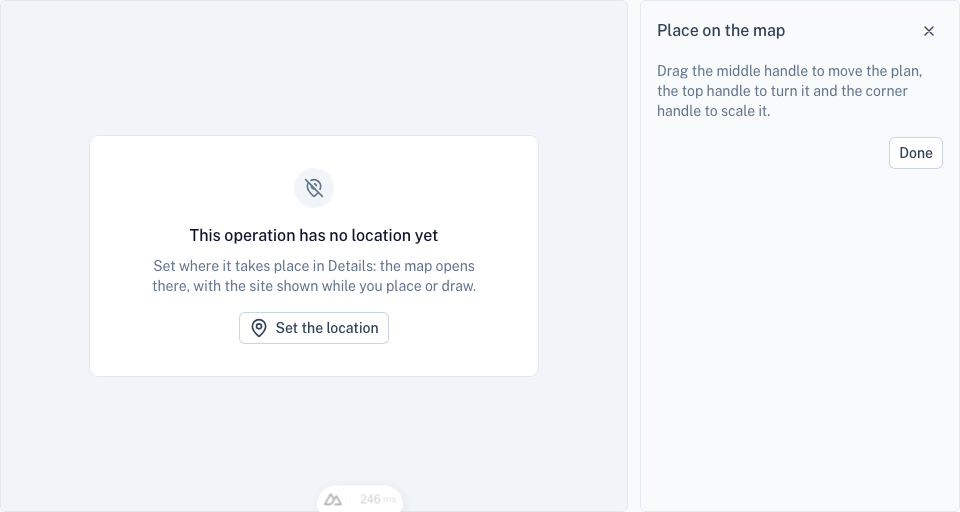 Place on the map
Drag the middle handle to move the plan,
the top handle to turn it and the corner
handle to scale it.
Done
This operation has no location yet
Set where it takes place in Details: the map opens
there, with the site shown while you place or draw.
Set the location
246 ms